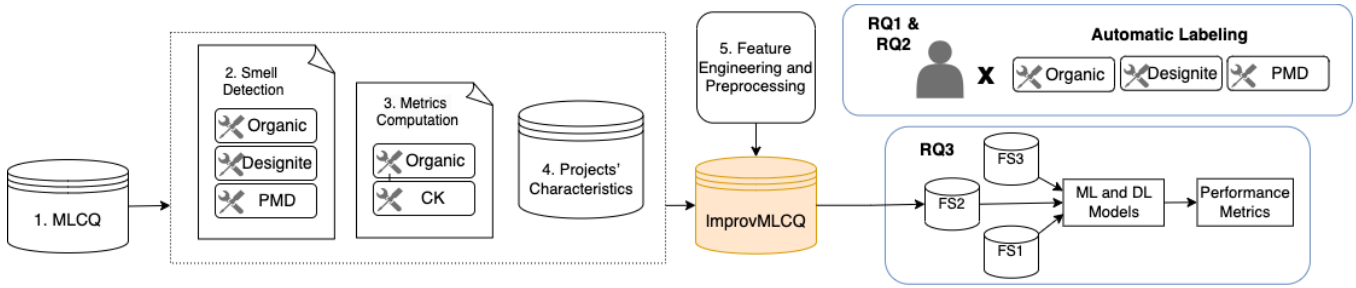 1. MLCQ
2. Smell
Detection
Organic
Designite
PMD
3. Metrics
Computation
Organic
CK
4. Projects'
Characteristics
5. Feature
Engineering and
Preprocessing
ImprovMLCQ
RQ1 &
RQ2
X
Automatic Labeling
Organic
Designite
PMD
RQ3
FS3
FS2
FS1
ML and DL
Models
Performance
Metrics